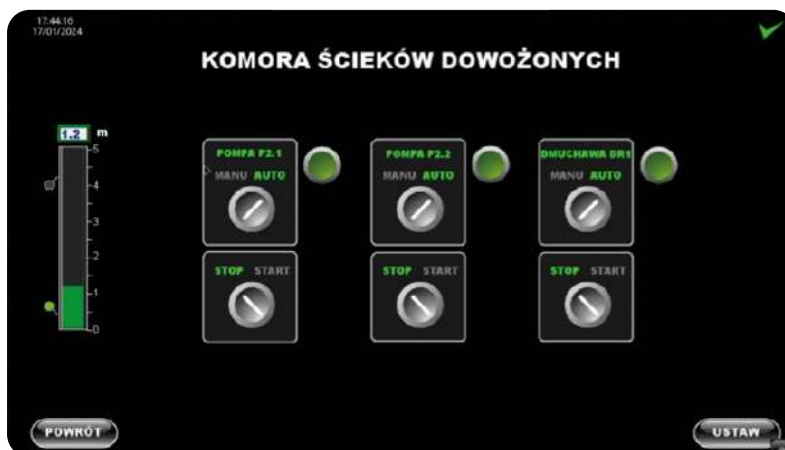 17:44:16
17/01/2024
KOMORA ŚCIEKÓW DOWOŻONYCH
1.2 m
5
4
3
2
1
0
POMPA P2.1
MANU AUTO
STOP START
POMPA P2.2
MANU AUTO
STOP START
DMUCHAWA DR1
MANU AUTO
STOP START
POWRÓT
USTAW